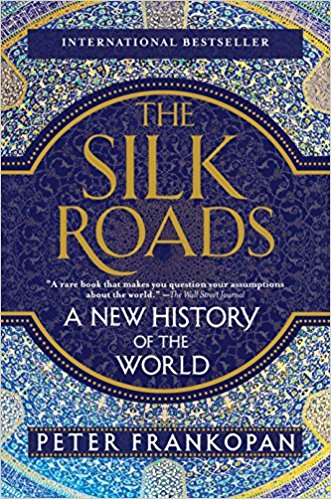 INTERNATIONAL BESTSELLER
THE
SILK
ROADS
"A rare book that makes you question your assumptions
about the world." —The Wall Street Journal
A NEW HISTORY
OF THE
WORLD
PETER FRANKOPAN